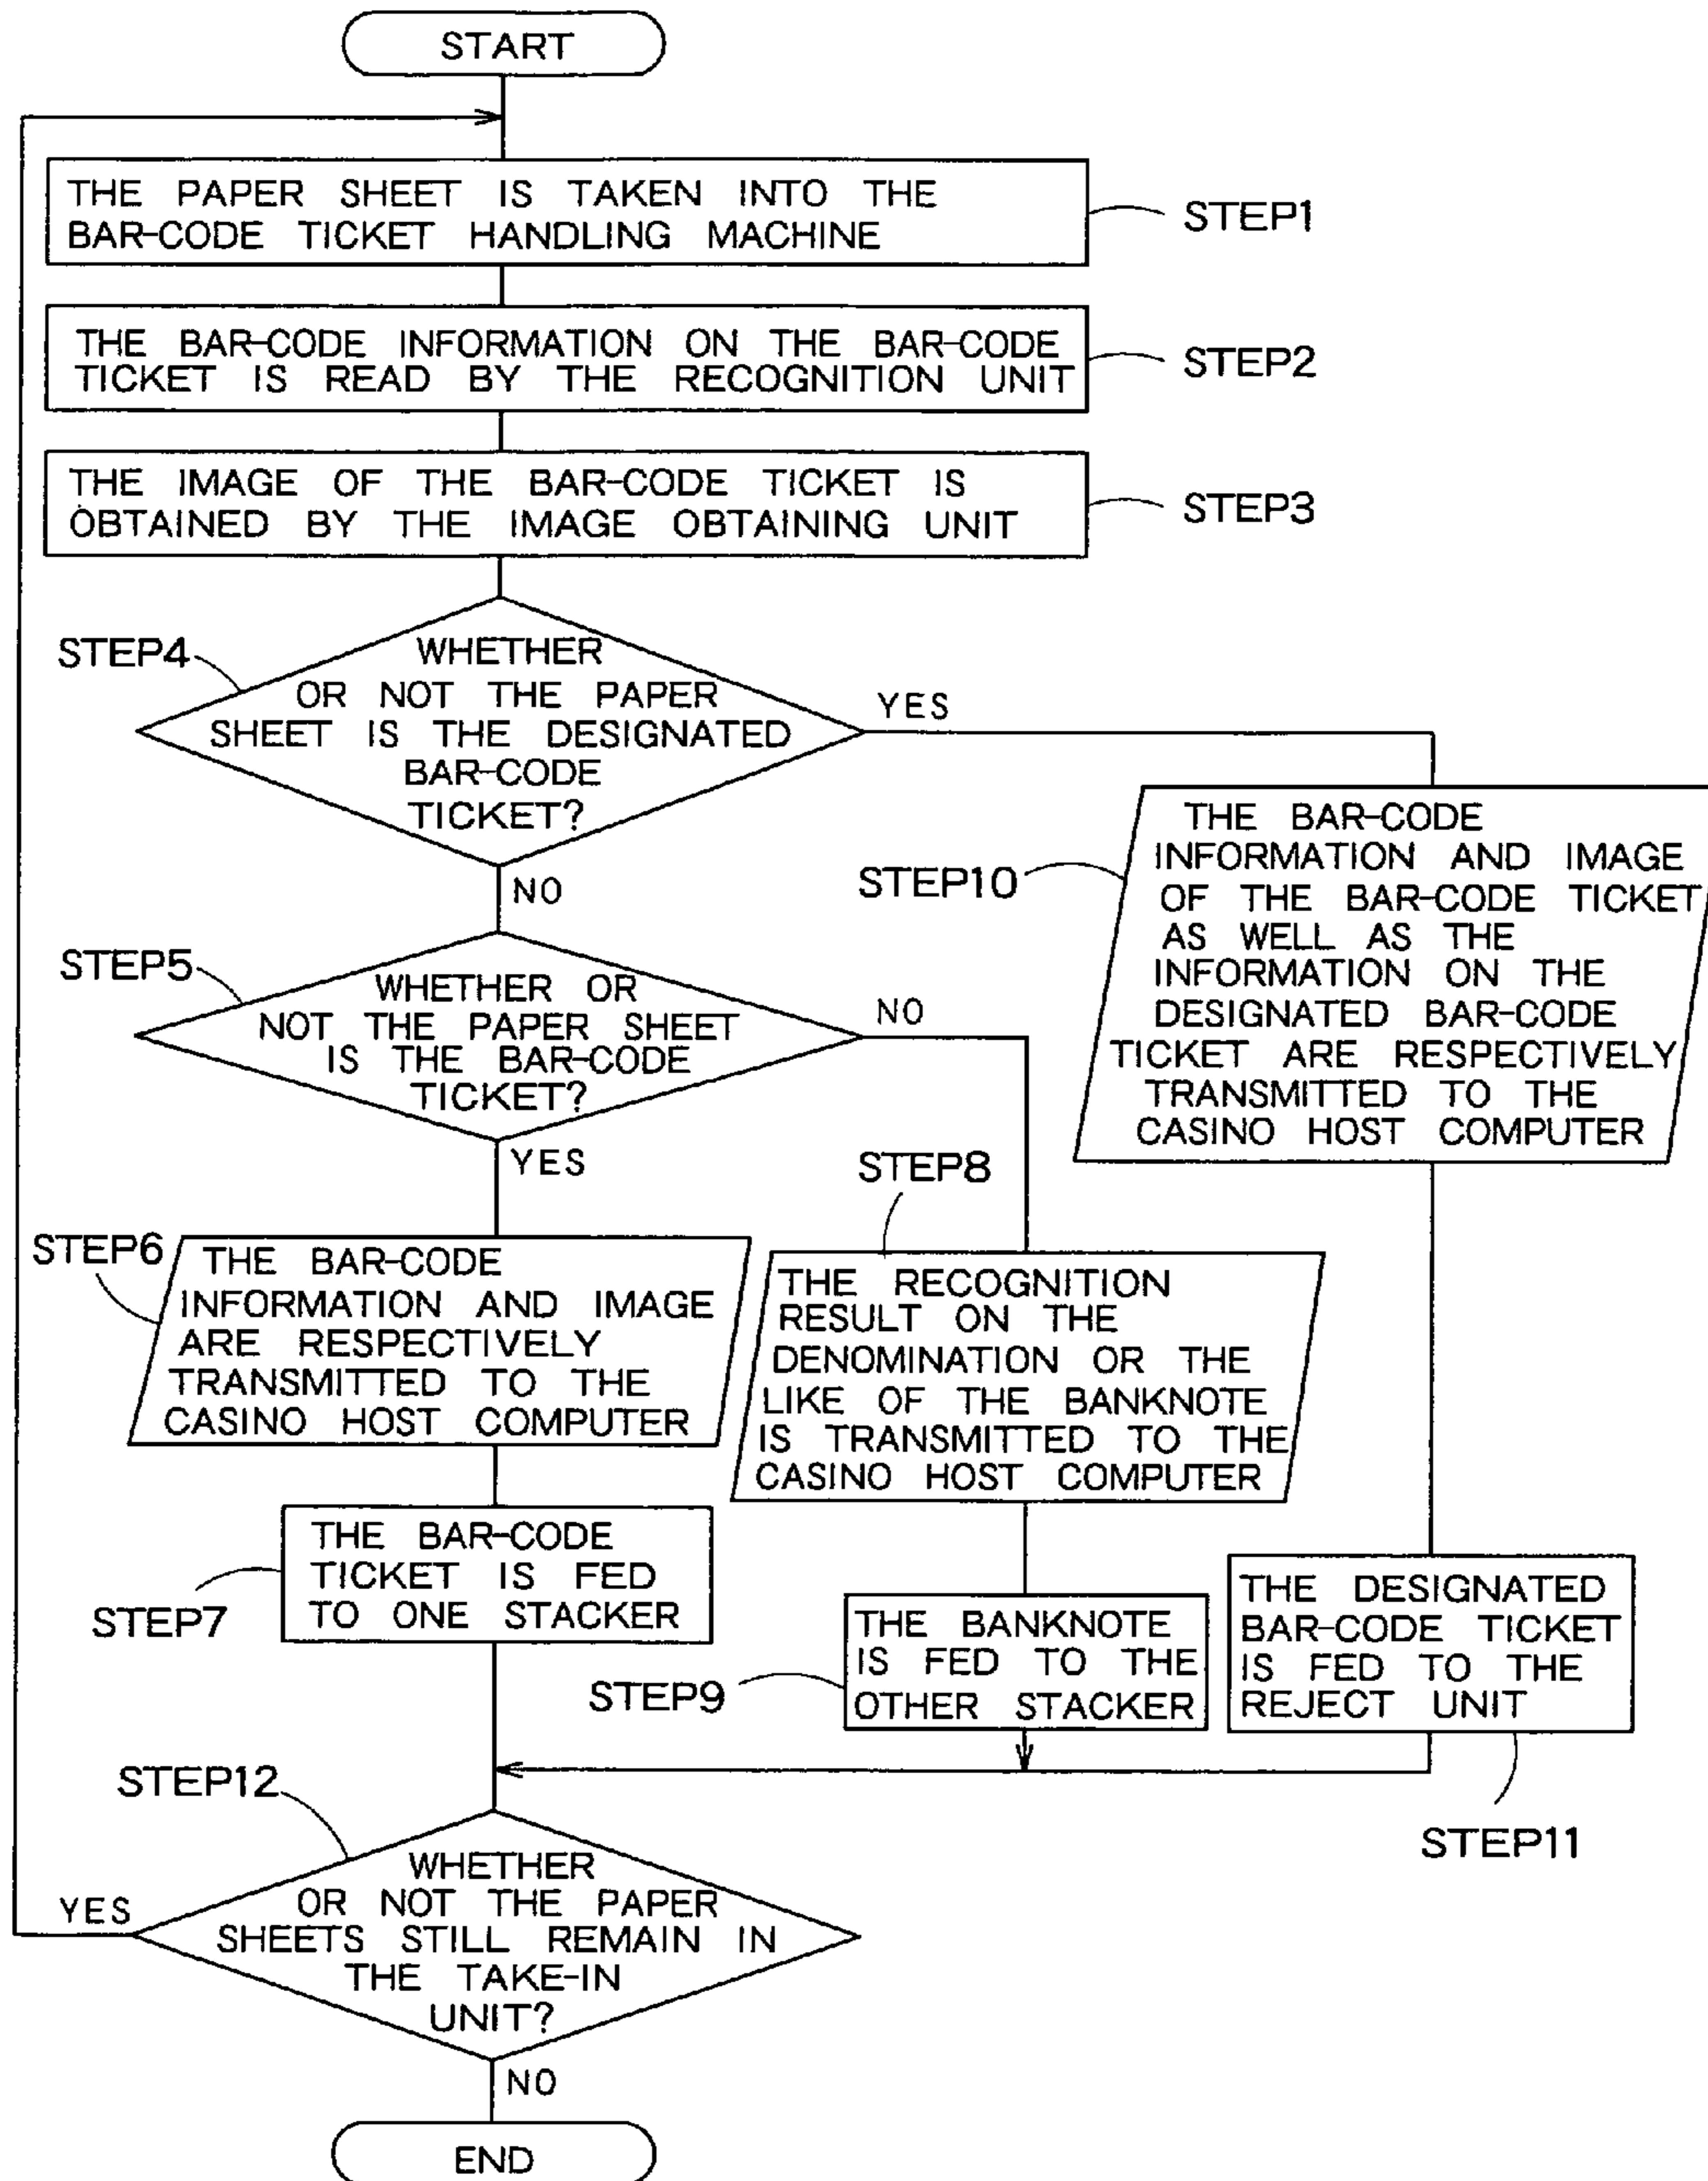 START
THE PAPER SHEET IS TAKEN INTO THE
BAR-CODE TICKET HANDLING MACHINE
STEP1
THE BAR-CODE INFORMATION ON THE BAR-CODE
TICKET IS READ BY THE RECOGNITION UNIT
STEP2
THE IMAGE OF THE BAR-CODE TICKET IS
OBTAINED BY THE IMAGE OBTAINING UNIT
STEP3
STEP4
WHETHER
OR NOT THE PAPER
SHEET IS THE DESIGNATED
BAR-CODE
TICKET?
YES
NO
STEP10
THE BAR-CODE
INFORMATION AND IMAGE
OF THE BAR-CODE TICKET
AS WELL AS THE
INFORMATION ON THE
DESIGNATED BAR-CODE
TICKET ARE RESPECTIVELY
TRANSMITTED TO THE
CASINO HOST COMPUTER
STEP5
WHETHER OR
NOT THE PAPER SHEET
IS THE BAR-CODE
TICKET?
NO
YES
STEP6
THE BAR-CODE
INFORMATION AND IMAGE
ARE RESPECTIVELY
TRANSMITTED TO THE
CASINO HOST COMPUTER
STEP8
THE RECOGNITION
RESULT ON THE
DENOMINATION OR THE
LIKE OF THE BANKNOTE
IS TRANSMITTED TO THE
CASINO HOST COMPUTER
STEP7
THE BAR-CODE
TICKET IS FED
TO ONE STACKER
STEP9
THE BANKNOTE
IS FED TO THE
OTHER STACKER
THE DESIGNATED
BAR-CODE TICKET
IS FED TO THE
REJECT UNIT
STEP11
STEP12
WHETHER
OR NOT THE PAPER
SHEETS STILL REMAIN IN
THE TAKE-IN
UNIT?
YES
NO
END